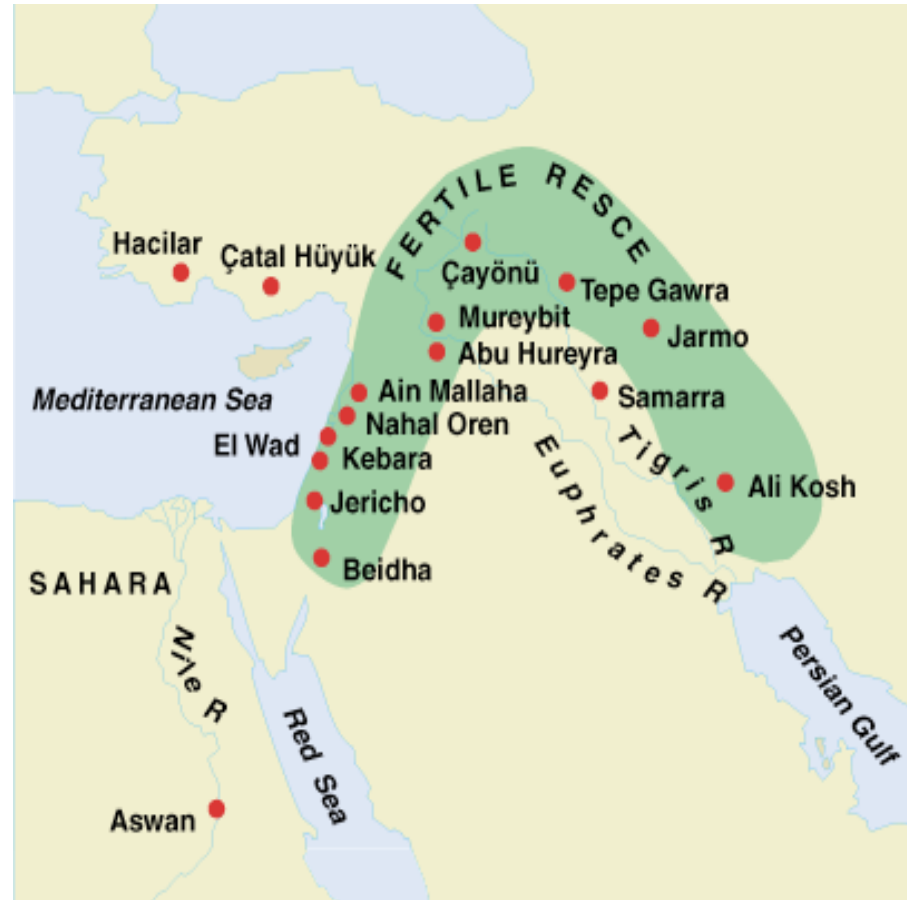 FERTILE RESCE
Hacilar
Çatal Hüyük
Çayönü
Tepe Gawra
Mureybit
Jarmo
Abu Hureyra
Mediterranean Sea
Ain Mallaha
Samarra
Nahal Oren
El Wad
Kebara
Tigris R
Euphrates R
Ali Kosh
Jericho
Beidha
SAHARA
Nile R
Red Sea
Persian Gulf
Aswan